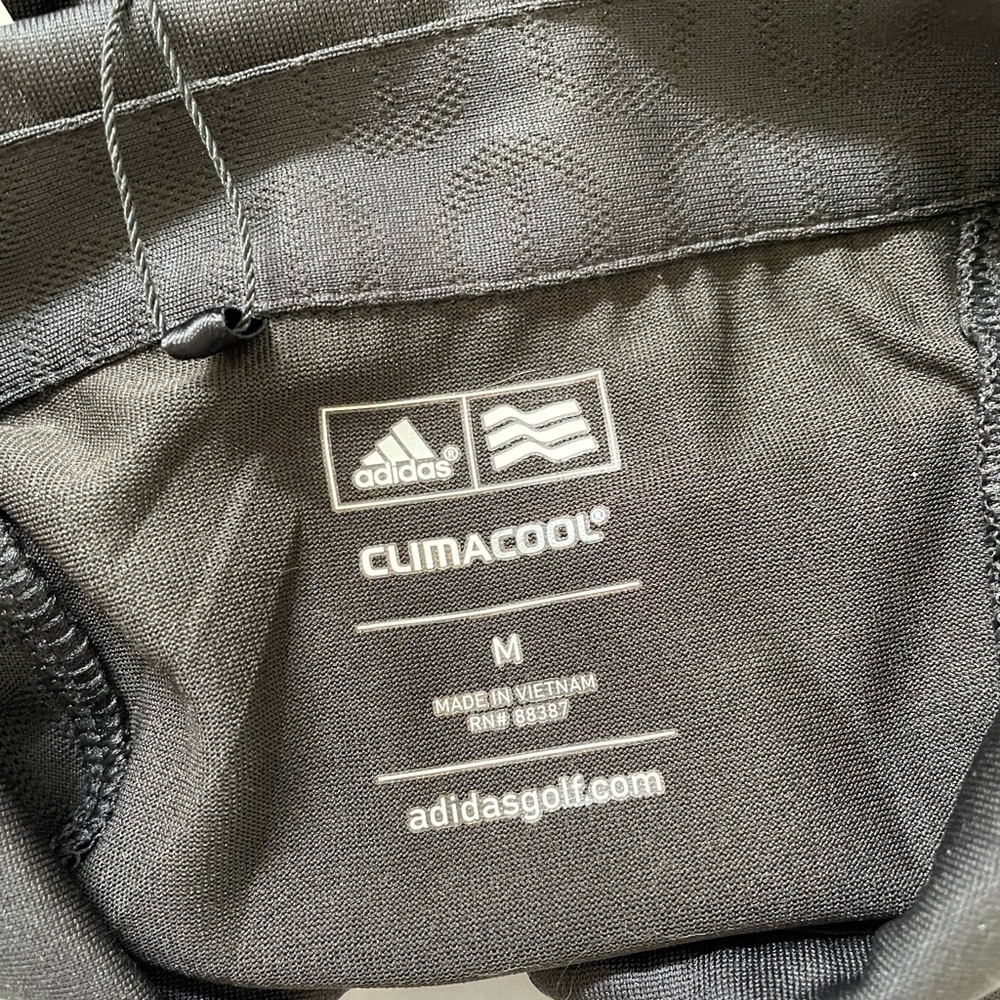 adidas®
CLIMACOOL®
M
MADE IN VIETNAM
RN# 88387
adidasgolf.com